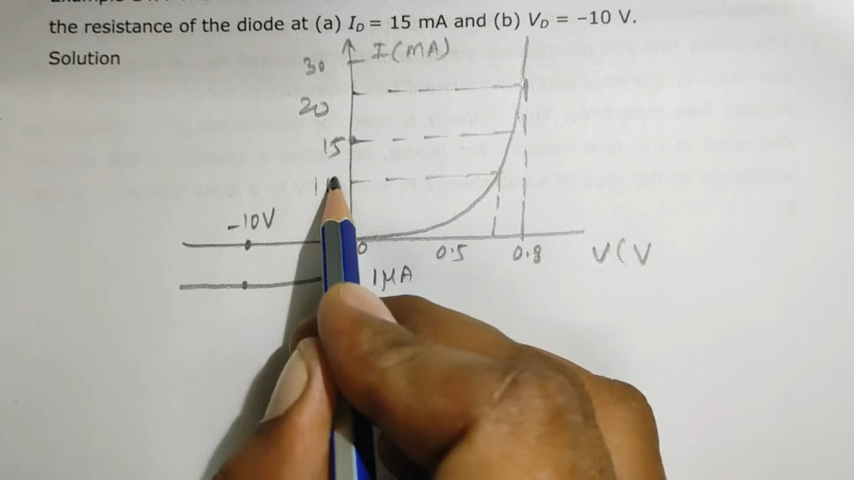 the resistance of the diode at (a) I_D = 15 mA and (b) V_D = −10 V.
Solution
I(MA)
30
20
15
-10V
0
0.5
0.8
V(V
1μA